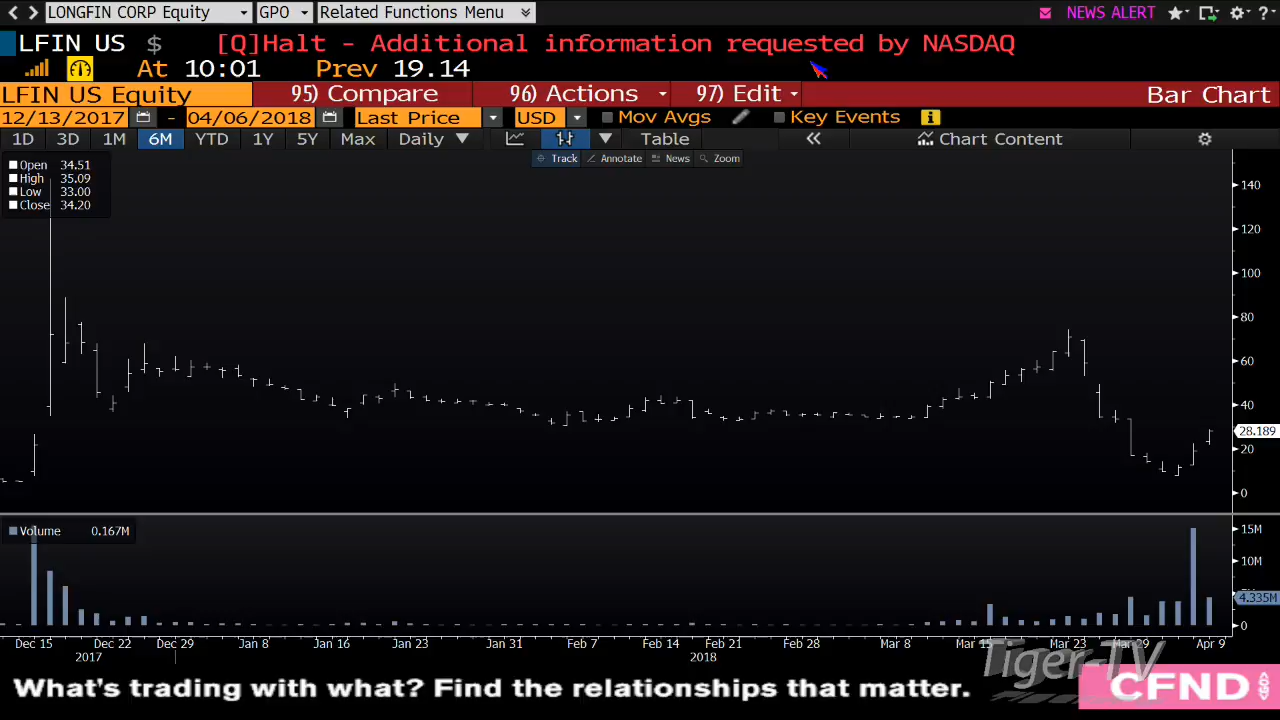 LONGFIN CORP Equity GPO Related Functions Menu NEWS ALERT ?
LFIN US $ [Q]Halt - Additional information requested by NASDAQ
At 10:01 Prev 19.14
LFIN US Equity 95) Compare 96) Actions 97) Edit Bar Chart
12/13/2017 - 04/06/2018 Last Price USD Mov Avgs Key Events i
1D 3D 1M 6M YTD 1Y 5Y Max Daily Table « Chart Content
Track Annotate News Zoom
Open 34.51
High 35.09
Low 33.00
Close 34.20
140
120
100
80
60
40
28.189
20
0
Volume 0.167M
15M
10M
4.335M
0
Dec 15 Dec 22 Dec 29 Jan 8 Jan 16 Jan 23 Jan 31 Feb 7 Feb 14 Feb 21 Feb 28 Mar 8 Mar 15 Mar 23 Mar 29 Apr 9
2017 2018
Tiger-TV
What's trading with what? Find the relationships that matter. CFND